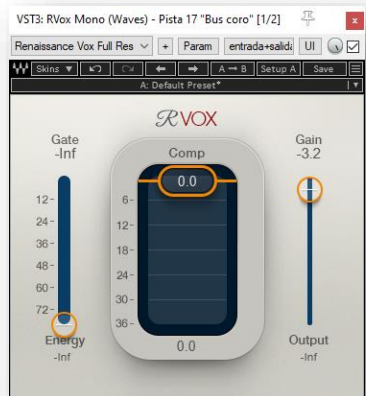 VST3: RVox Mono (Waves) - Pista 17 "Bus coro" [1/2] x
Renaissance Vox Full Res + Param entrada+salida UI
Skins A→B Setup A Save
A: Default Preset*
RVOX
Gate Comp Gain
-Inf -3.2
0.0
12- 6-
24- 12-
36- 18-
48- 24-
60- 30-
72- 36-
Energy 0.0 Output
-Inf -Inf